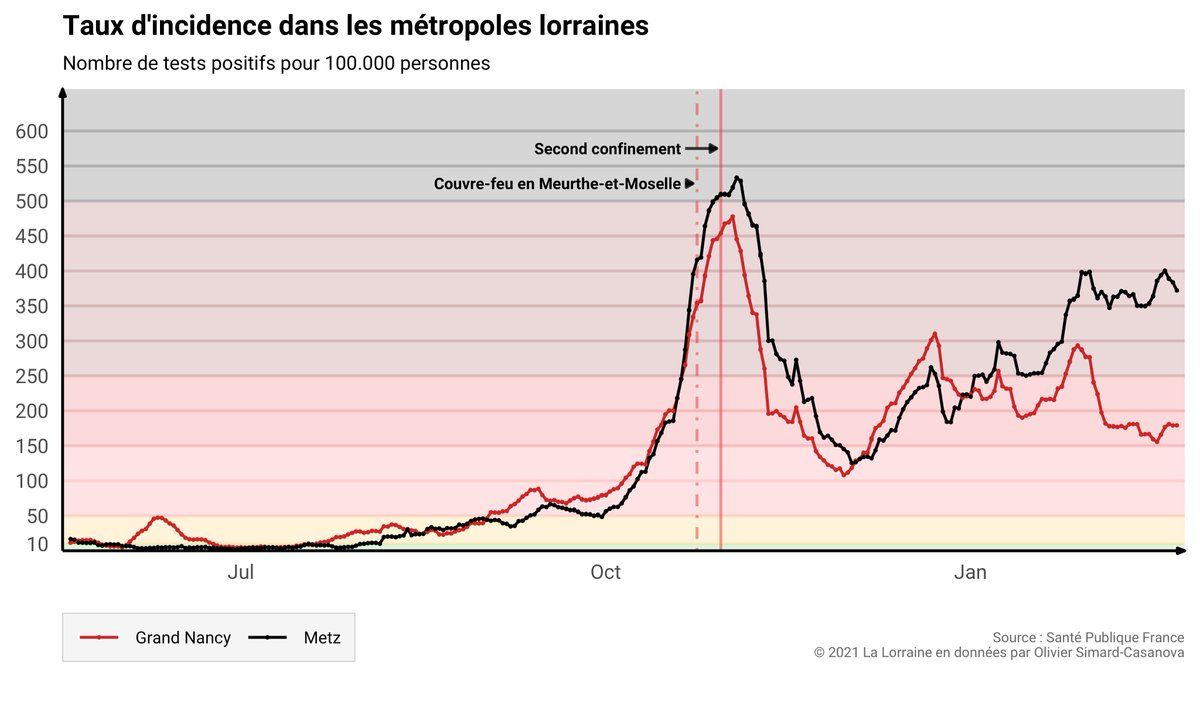 Taux d'incidence dans les métropoles lorraines
Nombre de tests positifs pour 100.000 personnes
600
550
500
450
400
350
300
250
200
150
100
50
10
Second confinement
Couvre-feu en Meurthe-et-Moselle
Jul
Oct
Jan
Grand Nancy
Metz
Source : Santé Publique France
© 2021 La Lorraine en données par Olivier Simard-Casanova